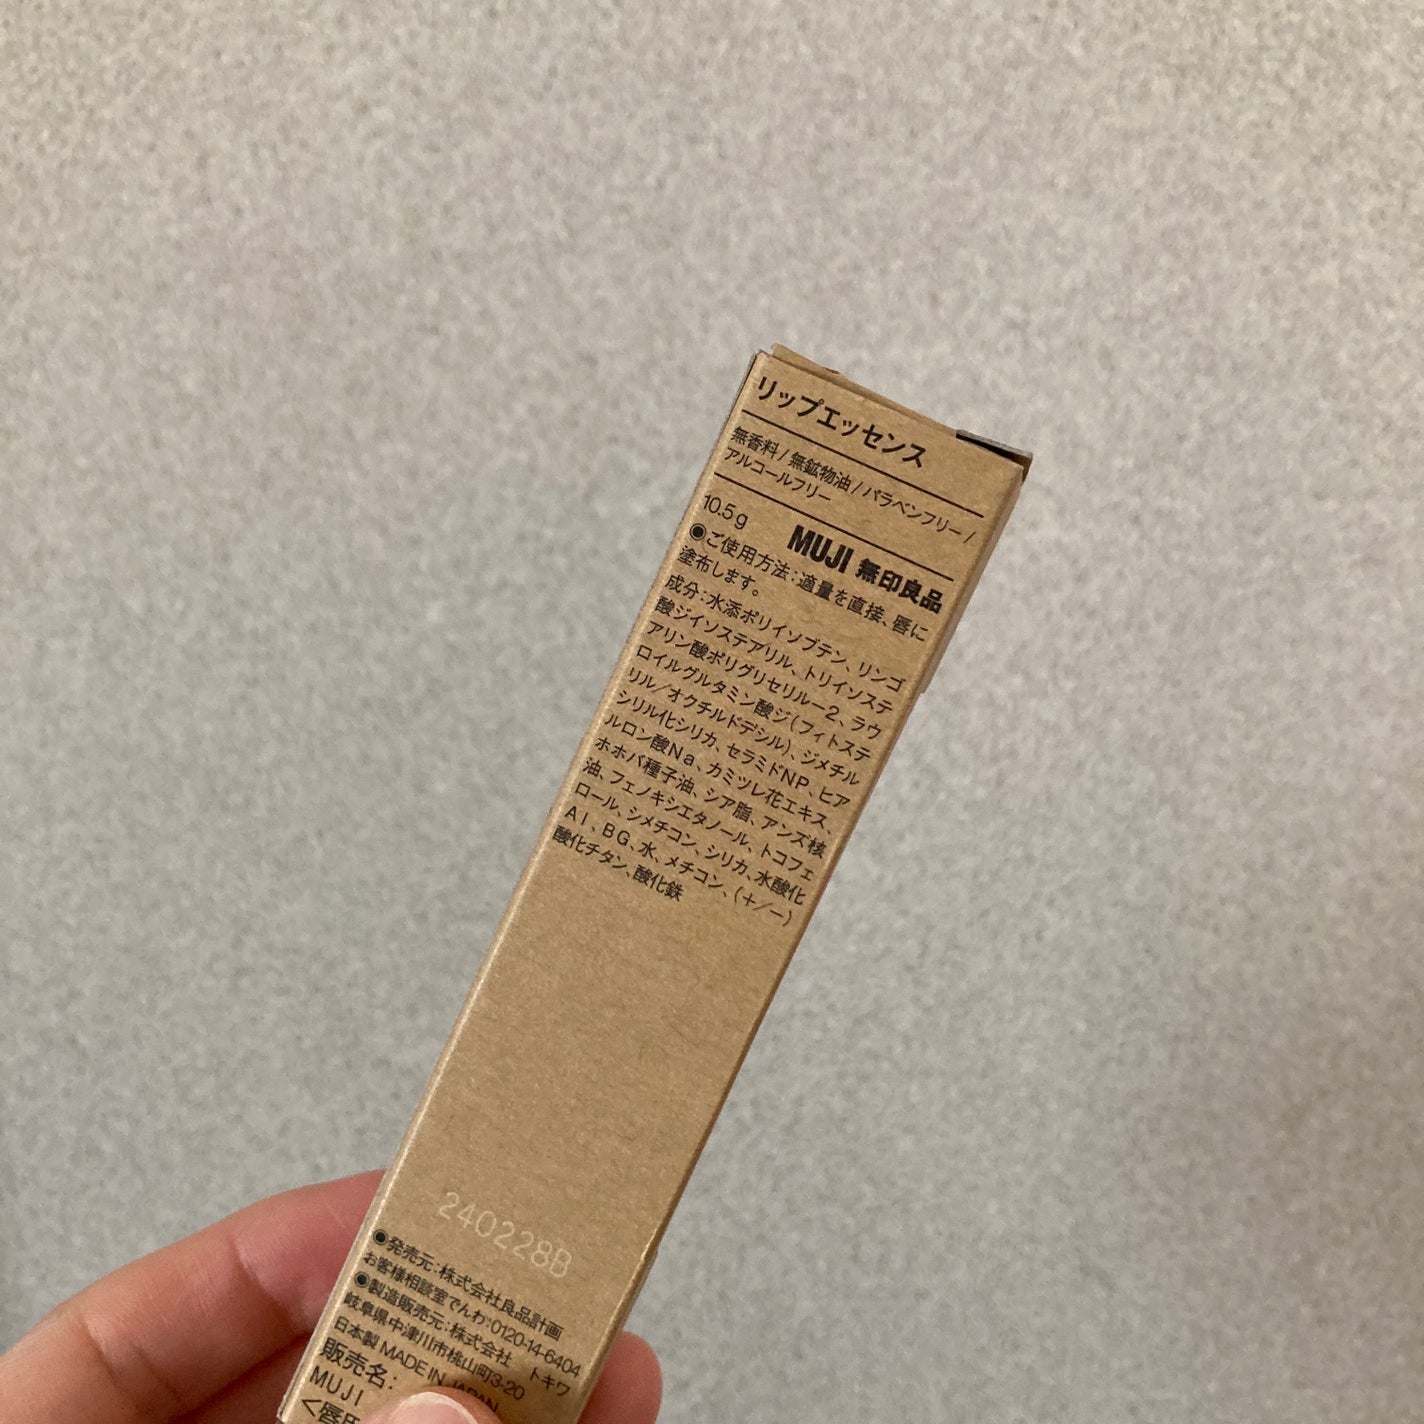 リップエッセンス
無香料/無鉱物油/パラベンフリー/
アルコールフリー
10.5g MUJI 無印良品
◉ご使用方法:適量を直接、唇に
塗布します。
成分:水添ポリイソブテン、リンゴ
酸ジイソステアリル、トリイソステ
アリン酸ポリグリセリル－2、ラウ
ロイルグルタミン酸ジ(フィトステ
リル／オクチルドデシル)、ジメチル
シリル化シリカ、セラミドNP、ヒア
ルロン酸Na、カミツレ花エキス、
ホホバ種子油、シア脂、アンズ核
油、フェノキシエタノール、トコフェ
ロール、シメチコン、シリカ、水酸化
Al、BG、水、メチコン、(＋／－)
酸化チタン、酸化鉄
240228B
◉発売元:株式会社良品計画
お客様相談室でんわ:0120-14-6404
◉製造販売元:株式会社 トキワ
岐阜県中津川市桃山町3-20
日本製 MADE IN JAPAN
販売名:
MUJI